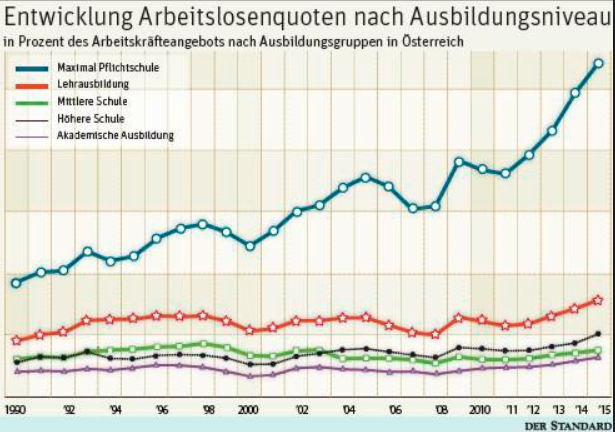 Entwicklung Arbeitslosenquoten nach Ausbildungsniveau
in Prozent des Arbeitskräfteangebots nach Ausbildungsgruppen in Österreich
Maximal Pflichtschule
Lehrausbildung
Mittlere Schule
Höhere Schule
Akademische Ausbildung
1990 '92 '94 '96 '98 2000 '02 '04 '06 '08 2010 '11 '12 '13 '14 '15
DER STANDARD